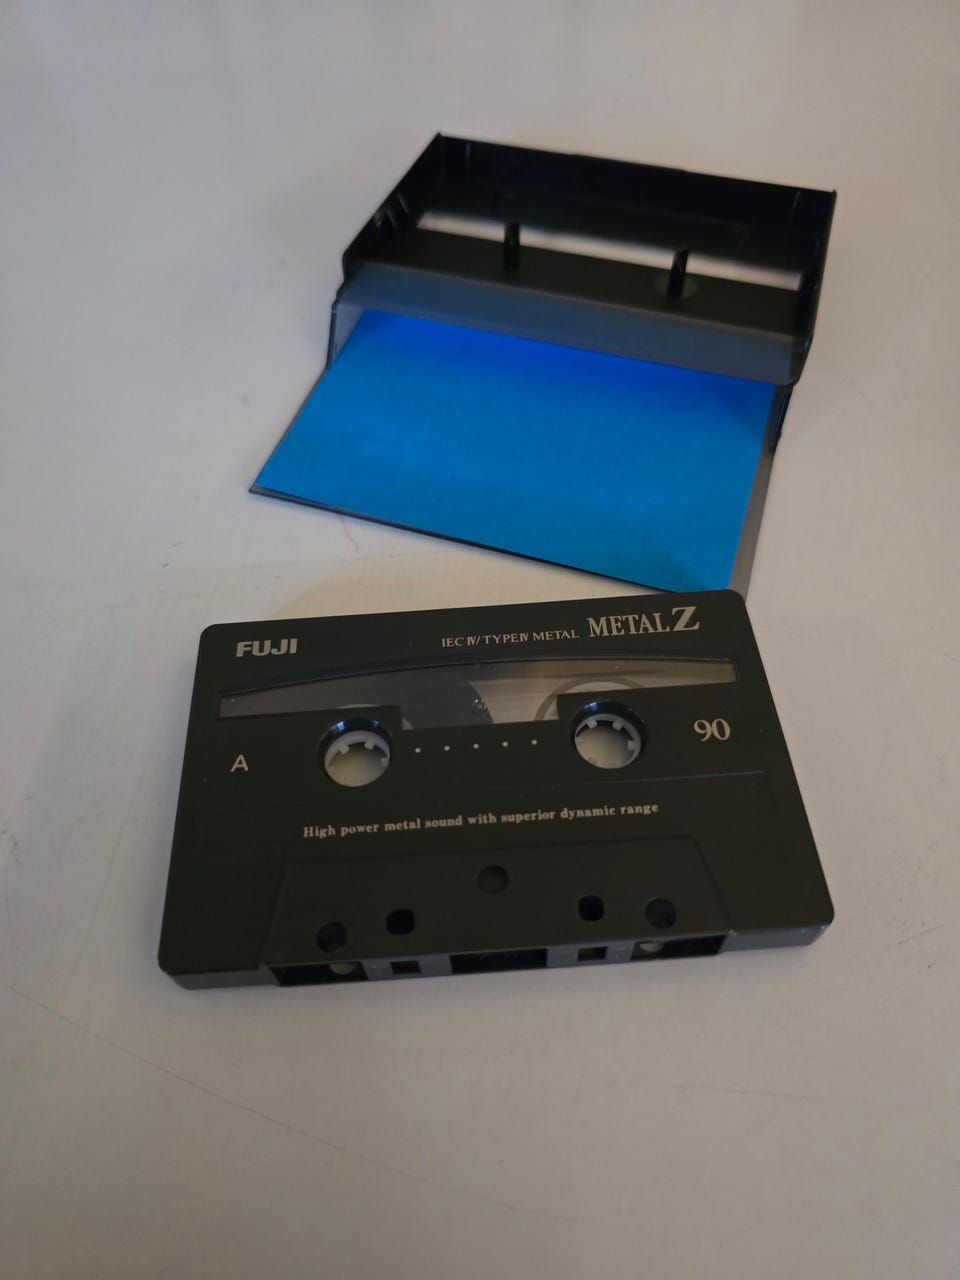 FUJI
IEC IV/TYPE IV METAL METAL Z
A
90
High power metal sound with superior dynamic range